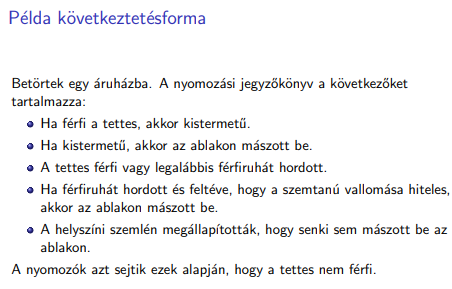 Példa következtetésforma
Betörtek egy áruházba. A nyomozási jegyzőkönyv a következőket
tartalmazza:
Ha férfi a tettes, akkor kistermetű.
Ha kistermetű, akkor az ablakon mászott be.
A tettes férfi vagy legalábbis férfiruhát hordott.
Ha férfiruhát hordott és feltéve, hogy a szemtanú vallomása hiteles,
akkor az ablakon mászott be.
A helyszíni szemlén megállapították, hogy senki sem mászott be az
ablakon.
A nyomozók azt sejtik ezek alapján, hogy a tettes nem férfi.